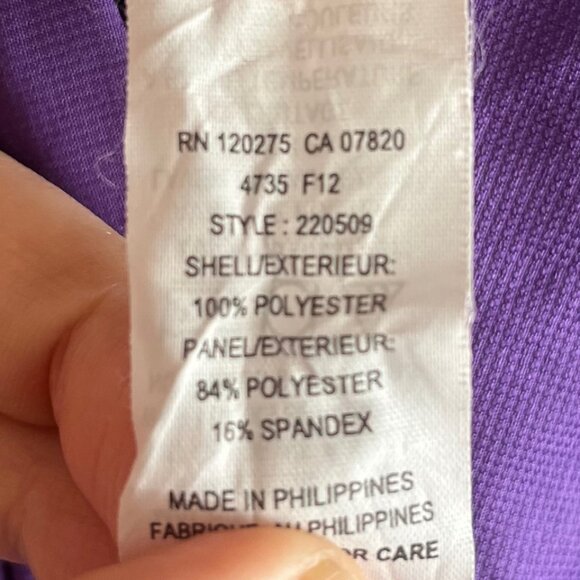 RN 120275 CA 07820
4735 F12
STYLE : 220509
SHELL/EXTERIEUR:
100% POLYESTER
PANEL/EXTERIEUR:
84% POLYESTER
16% SPANDEX
MADE IN PHILIPPINES
PHILIPPINES
CARE